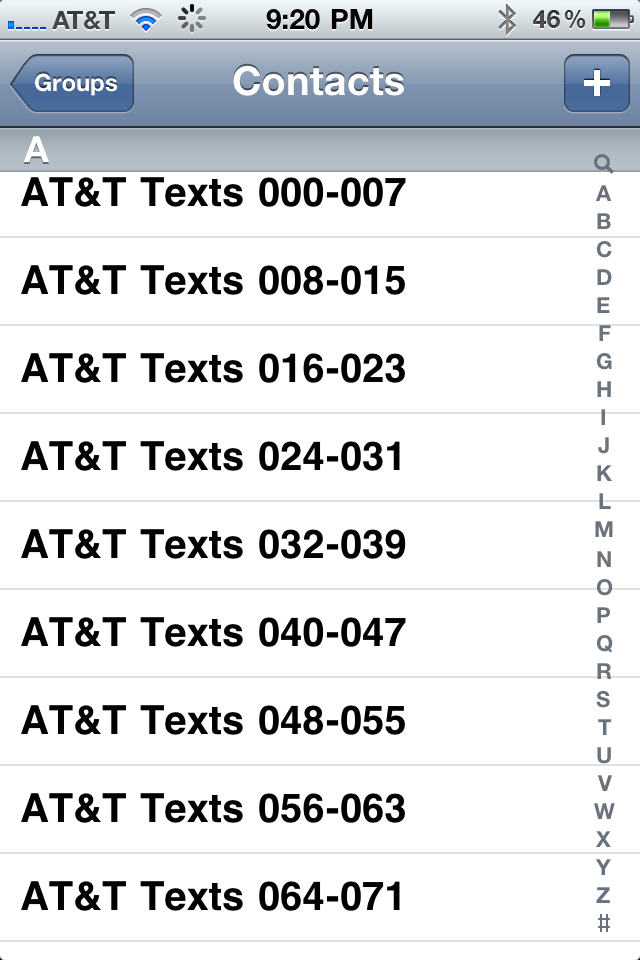 AT&T 9:20 PM 46%
Groups Contacts +
A
AT&T Texts 000-007
AT&T Texts 008-015
AT&T Texts 016-023
AT&T Texts 024-031
AT&T Texts 032-039
AT&T Texts 040-047
AT&T Texts 048-055
AT&T Texts 056-063
AT&T Texts 064-071
A
B
C
D
E
F
G
H
I
J
K
L
M
N
O
P
Q
R
S
T
U
V
W
X
Y
Z
#